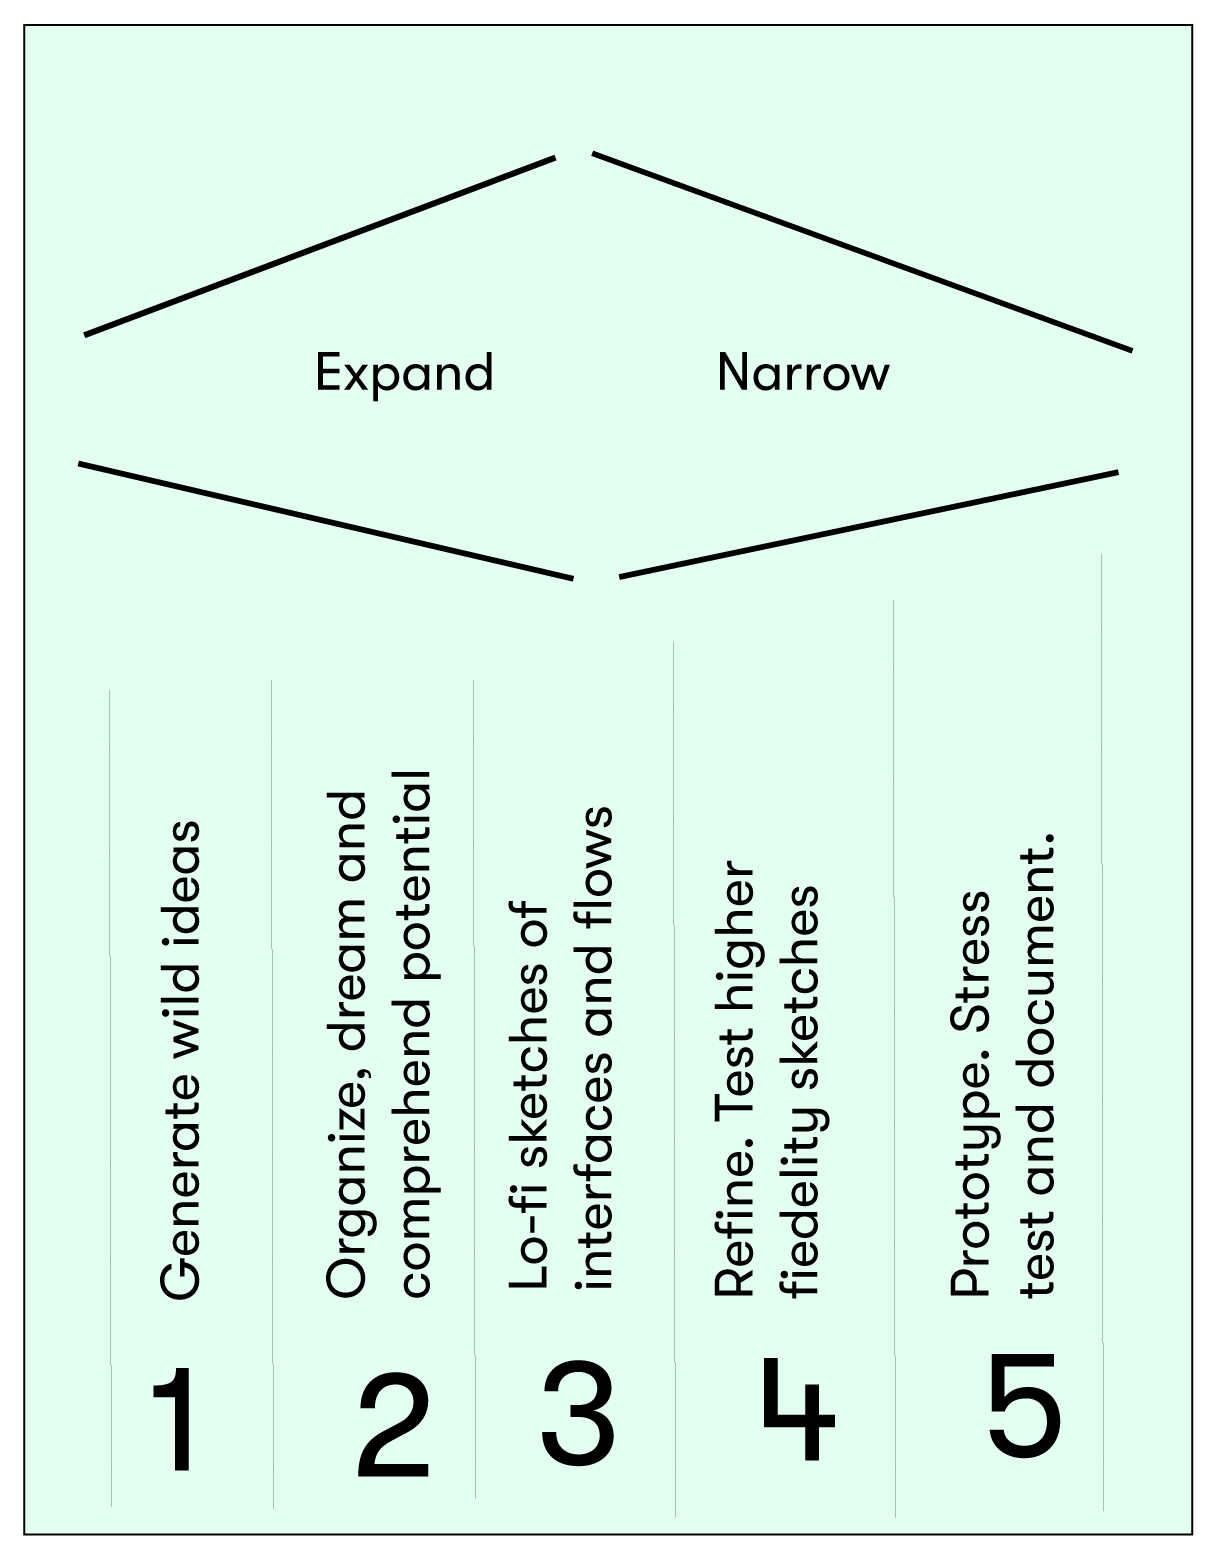 Expand
Narrow
Generate wild ideas
1
Organize, dream and
comprehend potential
2
Lo-fi sketches of
interfaces and flows
3
Refine. Test higher
fiedelity sketches
4
Prototype. Stress
test and document.
5